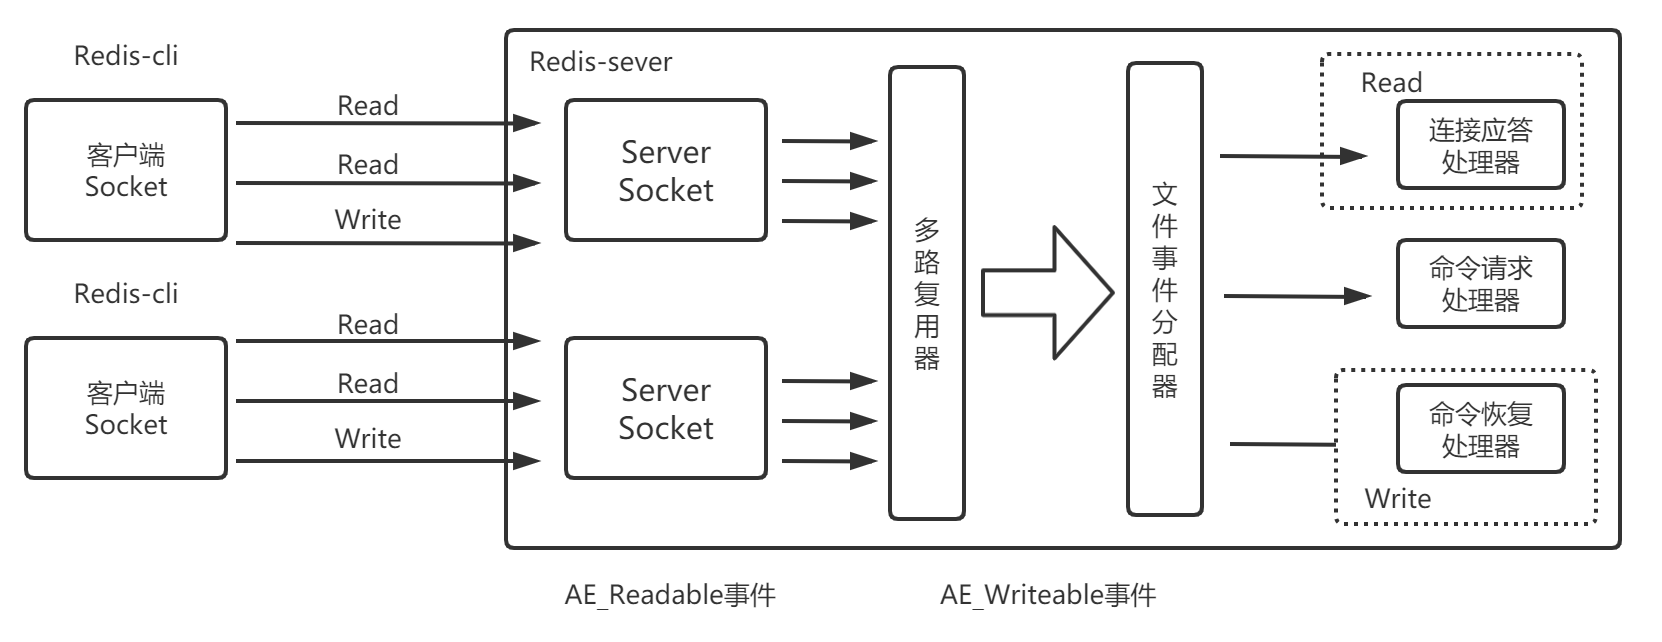 Redis-cli
客户端
Socket
Read
Read
Write
Redis-cli
客户端
Socket
Read
Read
Write
Redis-sever
Server
Socket
Server
Socket
多
路
复
用
器
文
件
事
件
分
配
器
Read
连接应答
处理器
命令请求
处理器
命令恢复
处理器
Write
AE_Readable事件
AE_Writeable事件